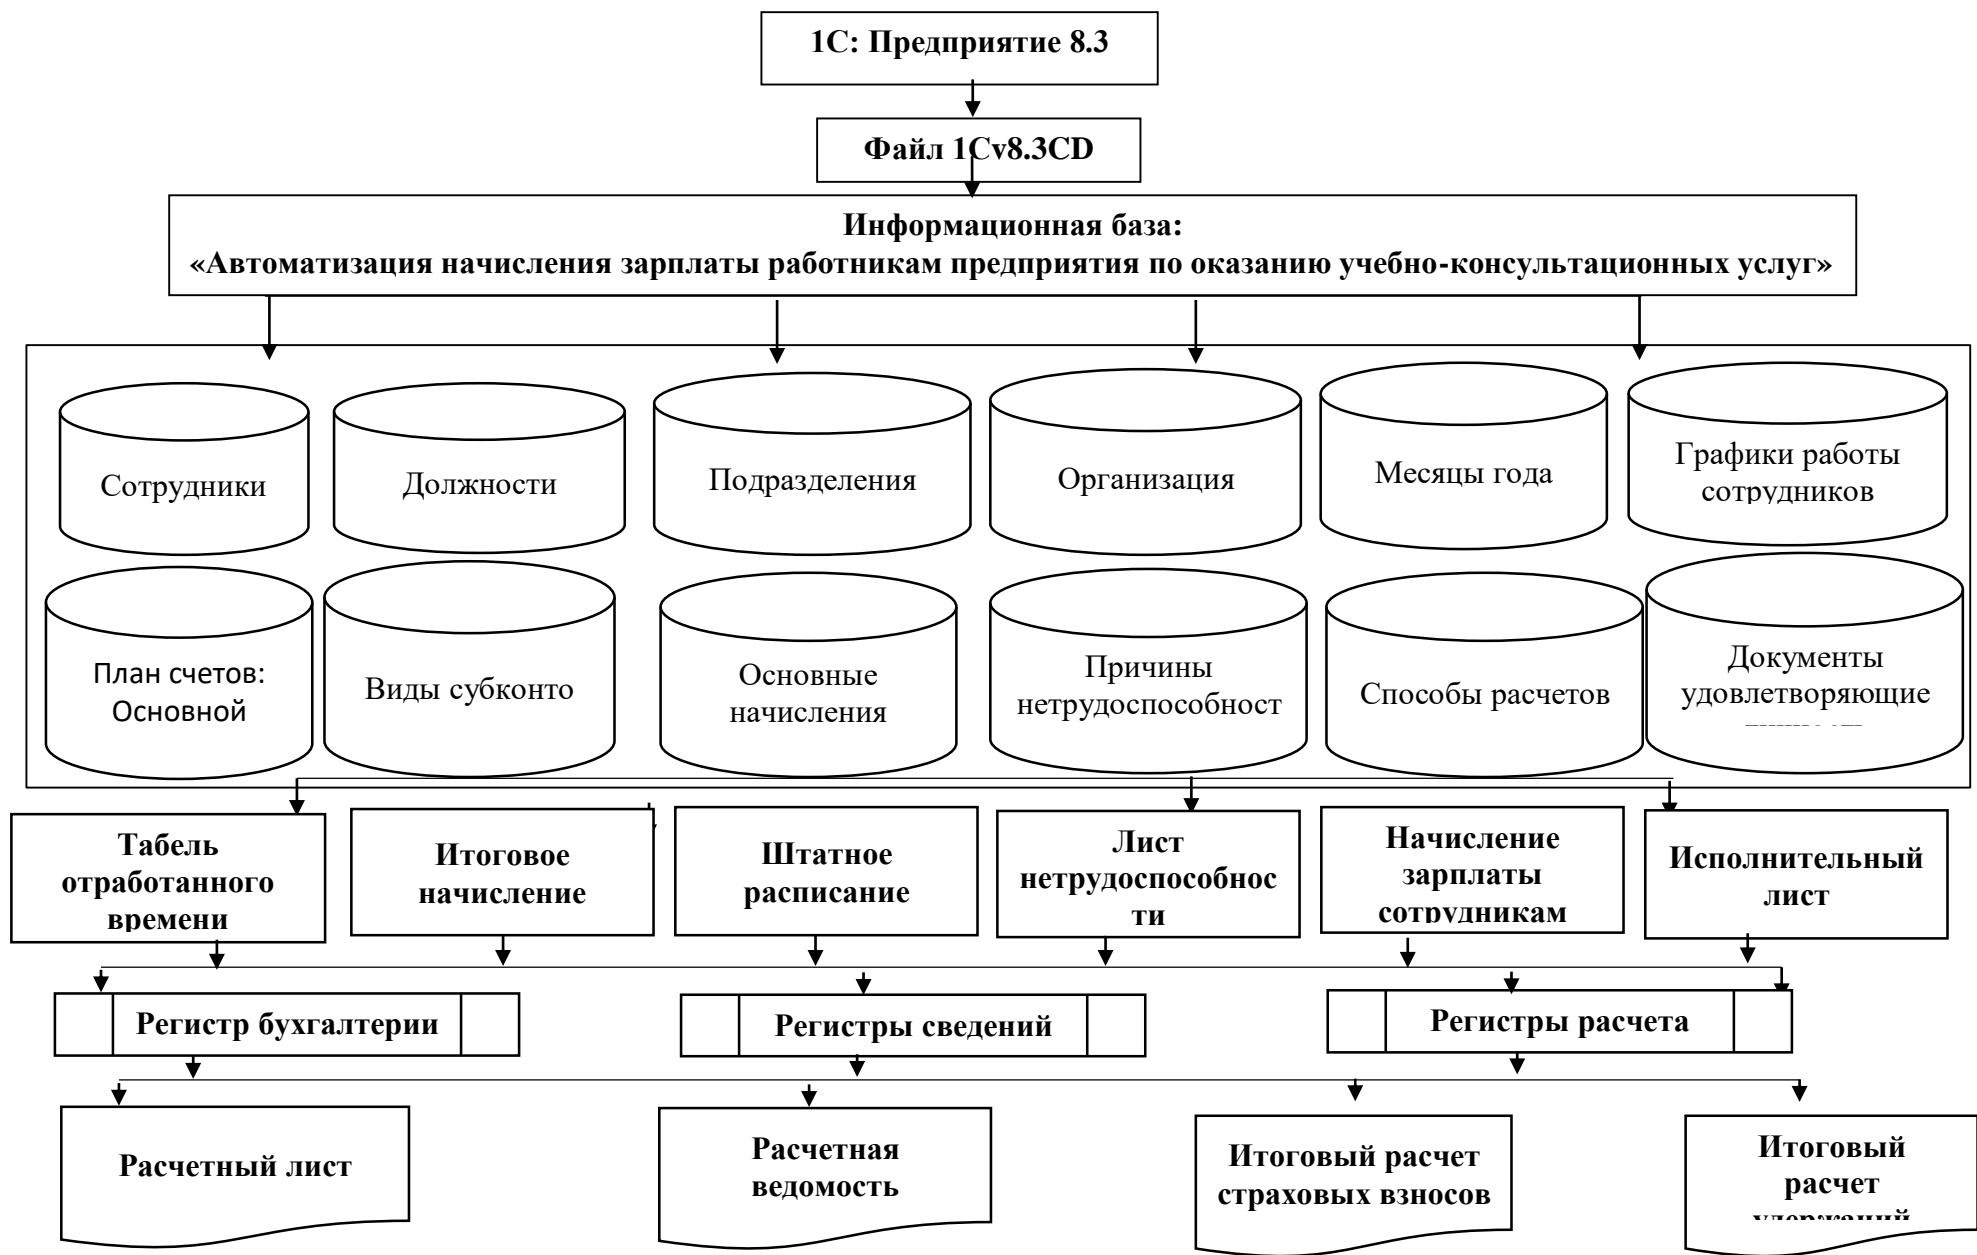 1С: Предприятие 8.3
Файл 1Cv8.3CD
Информационная база:
«Автоматизация начисления зарплаты работникам предприятия по оказанию учебно-консультационных услуг»
Сотрудники
Должности
Подразделения
Организация
Месяцы года
Графики работы
сотрудников
План счетов:
Основной
Виды субконто
Основные
начисления
Причины
нетрудоспособност
Способы расчетов
Документы
удовлетворяющие
Табель
отработанного
времени
Итоговое
начисление
Штатное
расписание
Лист
нетрудоспособнос
ти
Начисление
зарплаты
сотрудникам
Исполнительный
лист
Регистр бухгалтерии
Регистры сведений
Регистры расчета
Расчетный лист
Расчетная
ведомость
Итоговый расчет
страховых взносов
Итоговый
расчет
удержаний